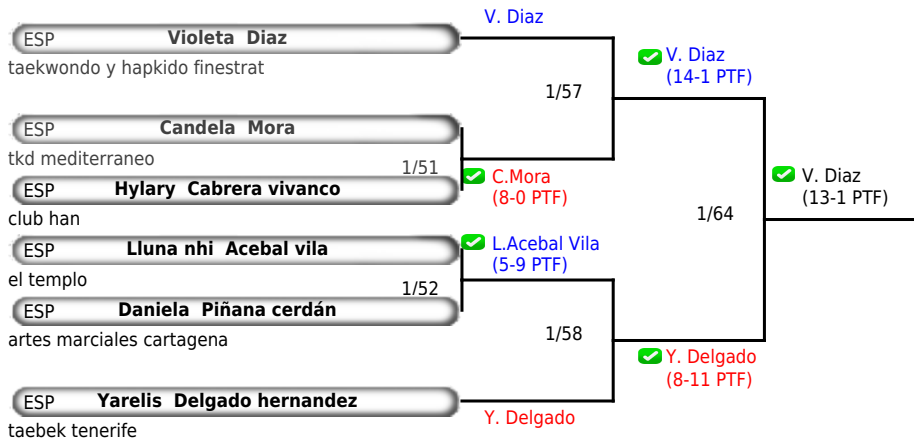 V. Diaz
ESP Violeta Diaz
taekwondo y hapkido finestrat
V. Diaz
(14-1 PTF)
1/57
ESP Candela Mora
tkd mediterraneo
1/51
C.Mora
(8-0 PTF)
ESP Hylary Cabrera vivanco
club han
V. Diaz
(13-1 PTF)
1/64
ESP Lluna nhi Acebal vila
el templo
L.Acebal Vila
(5-9 PTF)
1/52
ESP Daniela Piñana cerdán
artes marciales cartagena
1/58
Y. Delgado
(8-11 PTF)
ESP Yarelis Delgado hernandez
taebek tenerife
Y. Delgado